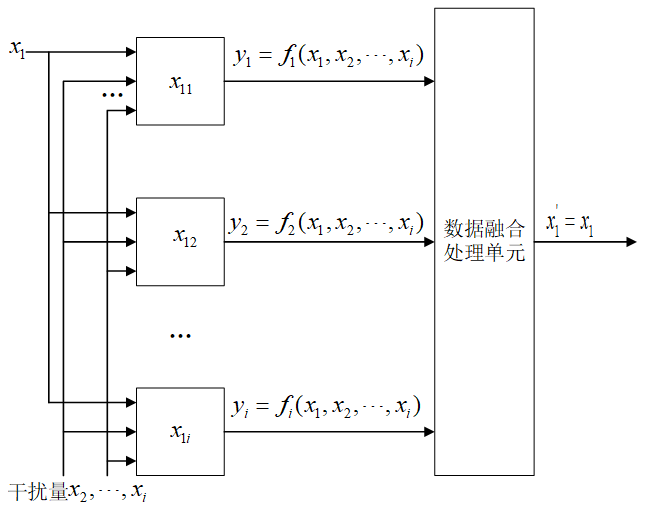 x₁
x₁₁
y₁ = f₁(x₁, x₂, ⋯, xᵢ)
...
x₁₂
y₂ = f₂(x₁, x₂, ⋯, xᵢ)
数据融合
处理单元
x₁' = x₁
...
x₁ᵢ
yᵢ = fᵢ(x₁, x₂, ⋯, xᵢ)
干扰量x₂, ⋯, xᵢ